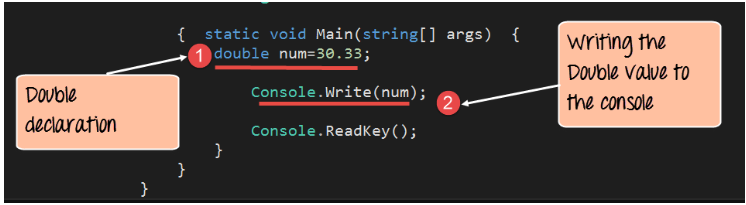 { static void Main(string[] args) {
1 double num=30.33;
Double
declaration
Console.Write(num);
2
Writing the
Double Value to
the console
Console.ReadKey();
}
}
}